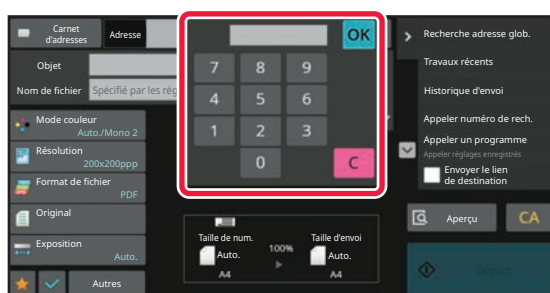 Carnet
d'adresses
Adresse
OK
Recherche adresse glob.
Objet
Travaux récents
Nom de fichier
Spécifié par les rég
7 8 9
Historique d'envoi
4 5 6
Mode couleur
Auto./Mono 2
1 2 3
Appeler numéro de rech.
Résolution
200x200ppp
0 C
Appeler un programme
Appeler réglages enregistrés
Format de fichier
PDF
Envoyer le lien
de destination
Original
Aperçu
CA
Exposition
Auto.
Taille de num.
Auto.
A4
100%
Taille d'envoi
Auto.
A4
Autres
Départ